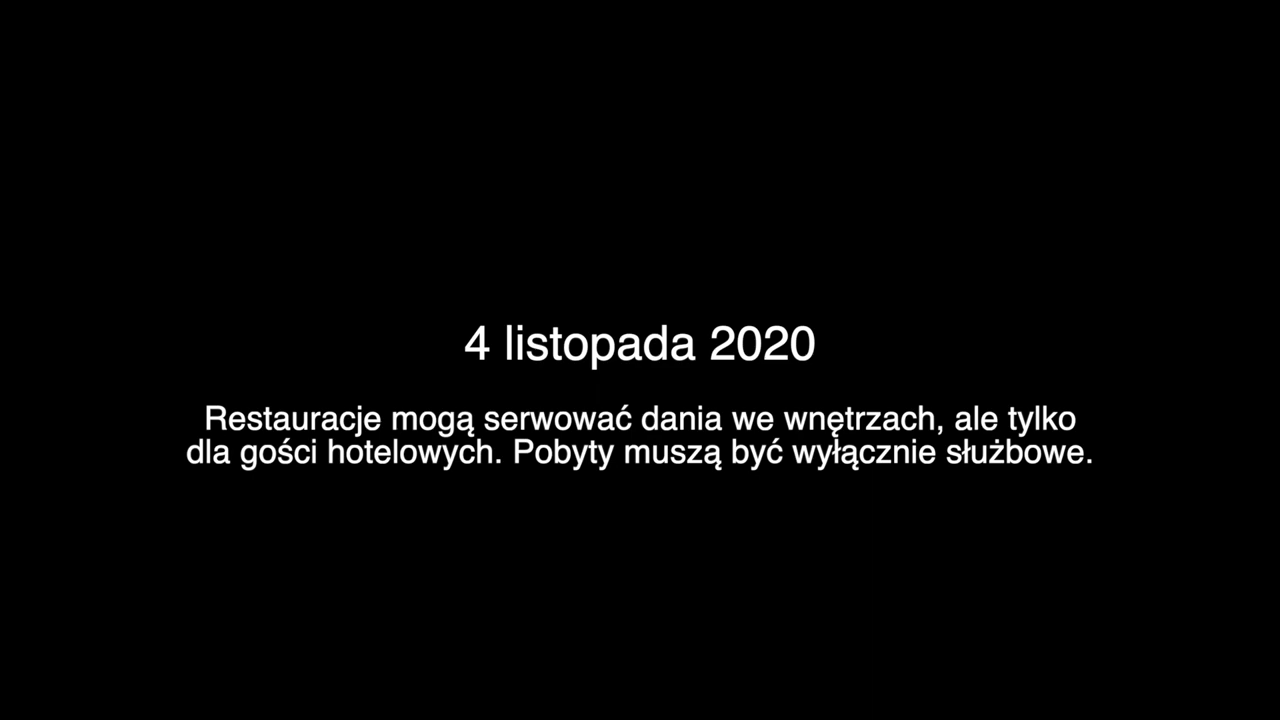 4 listopada 2020
Restauracje mogą serwować dania we wnętrzach, ale tylko
dla gości hotelowych. Pobyty muszą być wyłącznie służbowe.